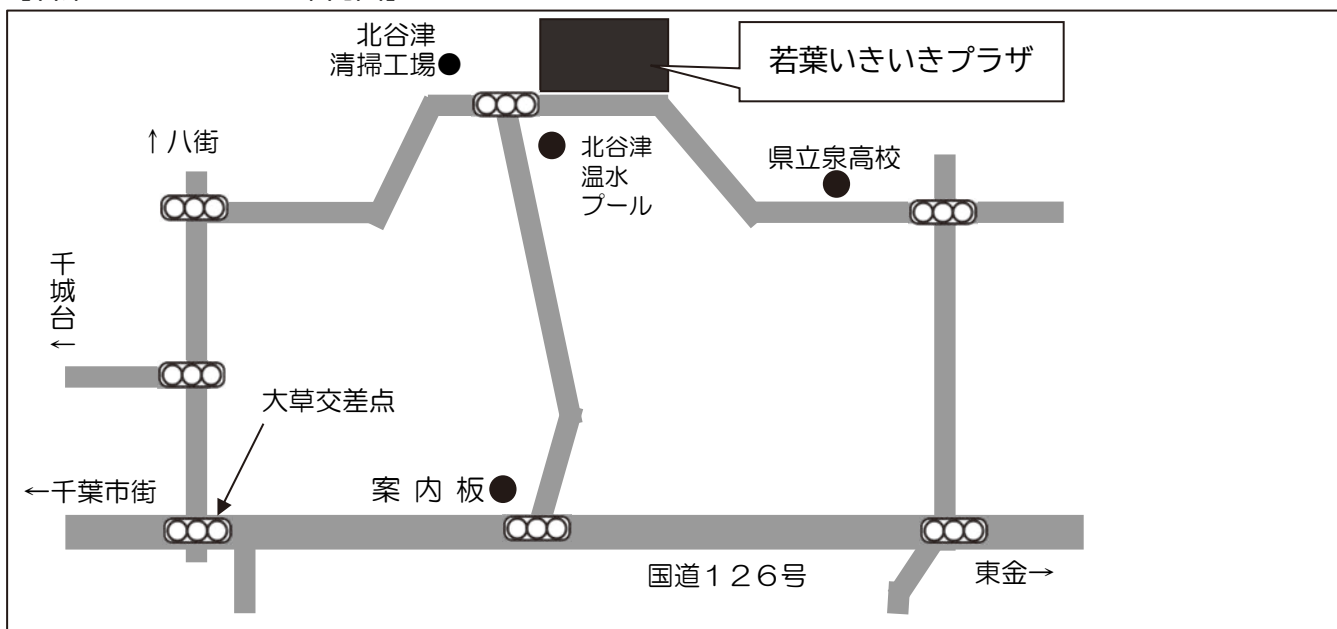 北谷津
清掃工場●
若葉いきいきプラザ
↑八街
北谷津
温水
プール
県立泉高校
千城台←
大草交差点
←千葉市街
案内板
国道126号
東金→